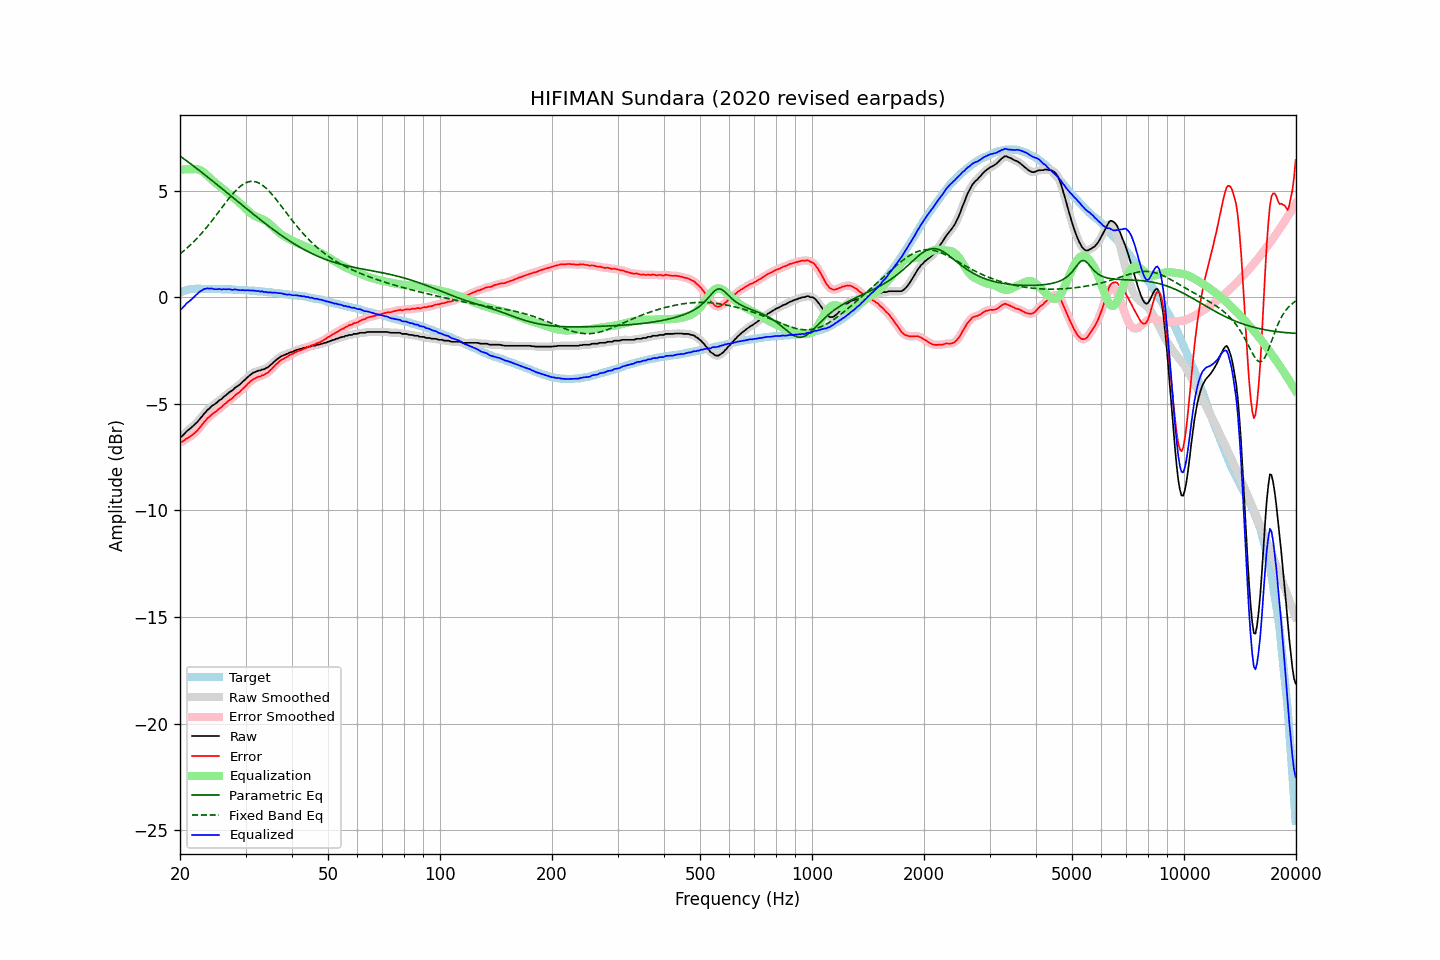 HIFIMAN Sundara (2020 revised earpads)
Amplitude (dBr)
5
0
−5
−10
−15
−20
−25
Target
Raw Smoothed
Error Smoothed
Raw
Error
Equalization
Parametric Eq
Fixed Band Eq
Equalized
20 50 100 200 500 1000 2000 5000 10000 20000
Frequency (Hz)